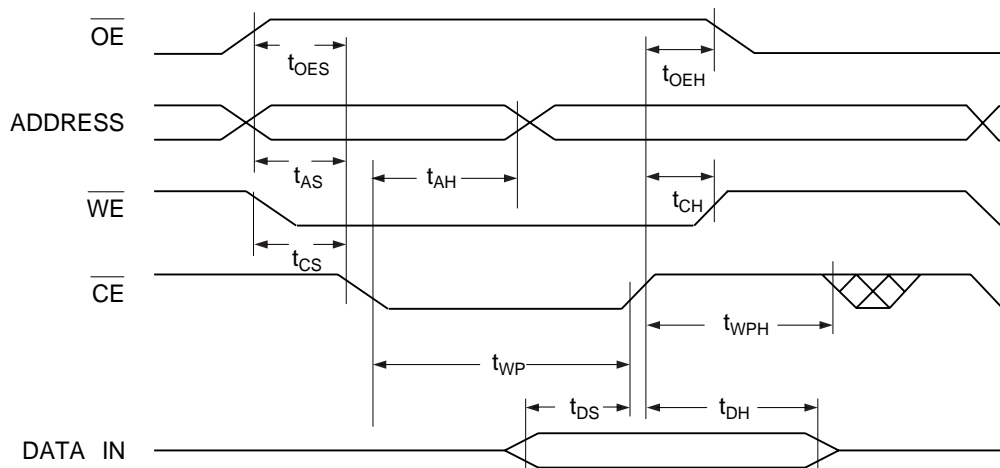 OE
tOES
tOEH
ADDRESS
tAS
tAH
WE
tCH
tCS
CE
tWPH
tWP
tDS
tDH
DATA IN